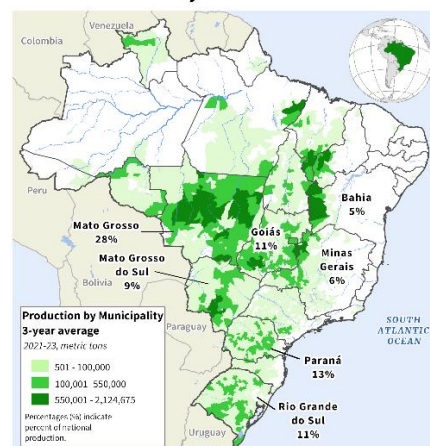 Venezuela
Colombia
Peru
Bahia
5%
Mato Grosso
28%
Goiás
11%
Mato Grosso
do Sul
9%
Minas
Gerais
6%
Bolivia
Production by Municipality
3-year average
2021-23, metric tons
501 - 100,000
100,001 550,000
550,001 - 2,124,675
Percentages (%) indicate
percent of national
production.
Paraguay
SOUTH
ATLANTIC
OCEAN
Paraná
13%
Rio Grande
do Sul
11%
Uruguay